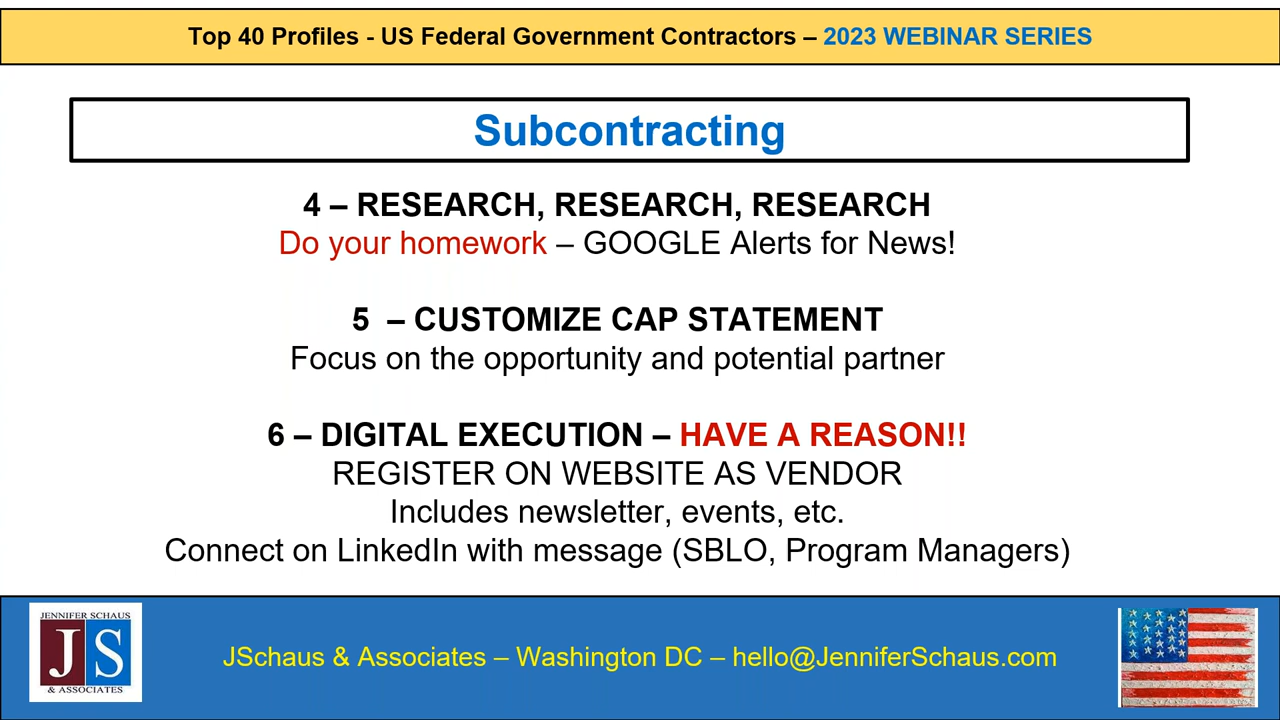 Top 40 Profiles - US Federal Government Contractors – 2023 WEBINAR SERIES
Subcontracting
4 – RESEARCH, RESEARCH, RESEARCH
Do your homework – GOOGLE Alerts for News!
5 – CUSTOMIZE CAP STATEMENT
Focus on the opportunity and potential partner
6 – DIGITAL EXECUTION – HAVE A REASON!!
REGISTER ON WEBSITE AS VENDOR
Includes newsletter, events, etc.
Connect on LinkedIn with message (SBLO, Program Managers)
JENNIFER SCHAUS
JS
& ASSOCIATES
JSchaus & Associates – Washington DC – hello@JenniferSchaus.com